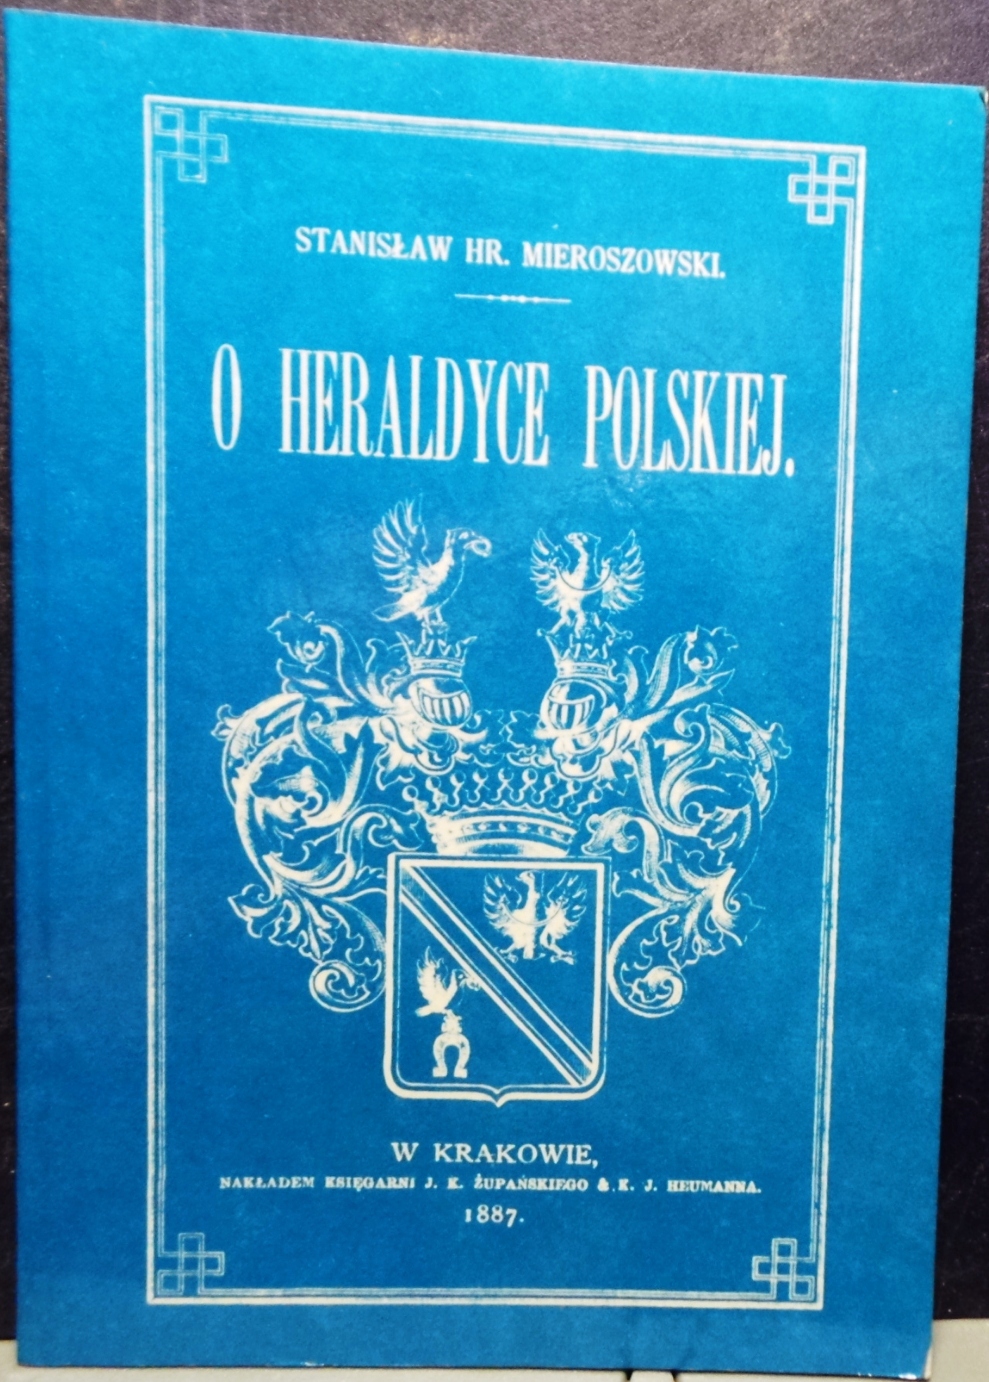 STANISŁAW HR. MIEROSZOWSKI.
O HERALDYCE POLSKIEJ.
W KRAKOWIE,
NAKŁADEM KSIĘGARNI J. K. ŻUPAŃSKIEGO & K. J. HEUMANNA.
1887.